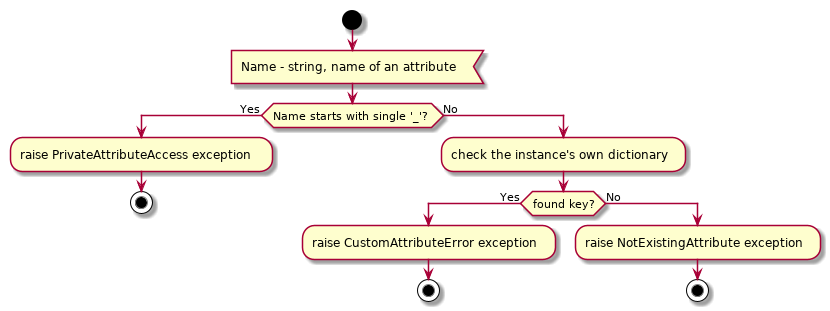 Name - string, name of an attribute
Yes
Name starts with single '_'?
No
raise PrivateAttributeAccess exception
check the instance's own dictionary
Yes
found key?
No
raise CustomAttributeError exception
raise NotExistingAttribute exception